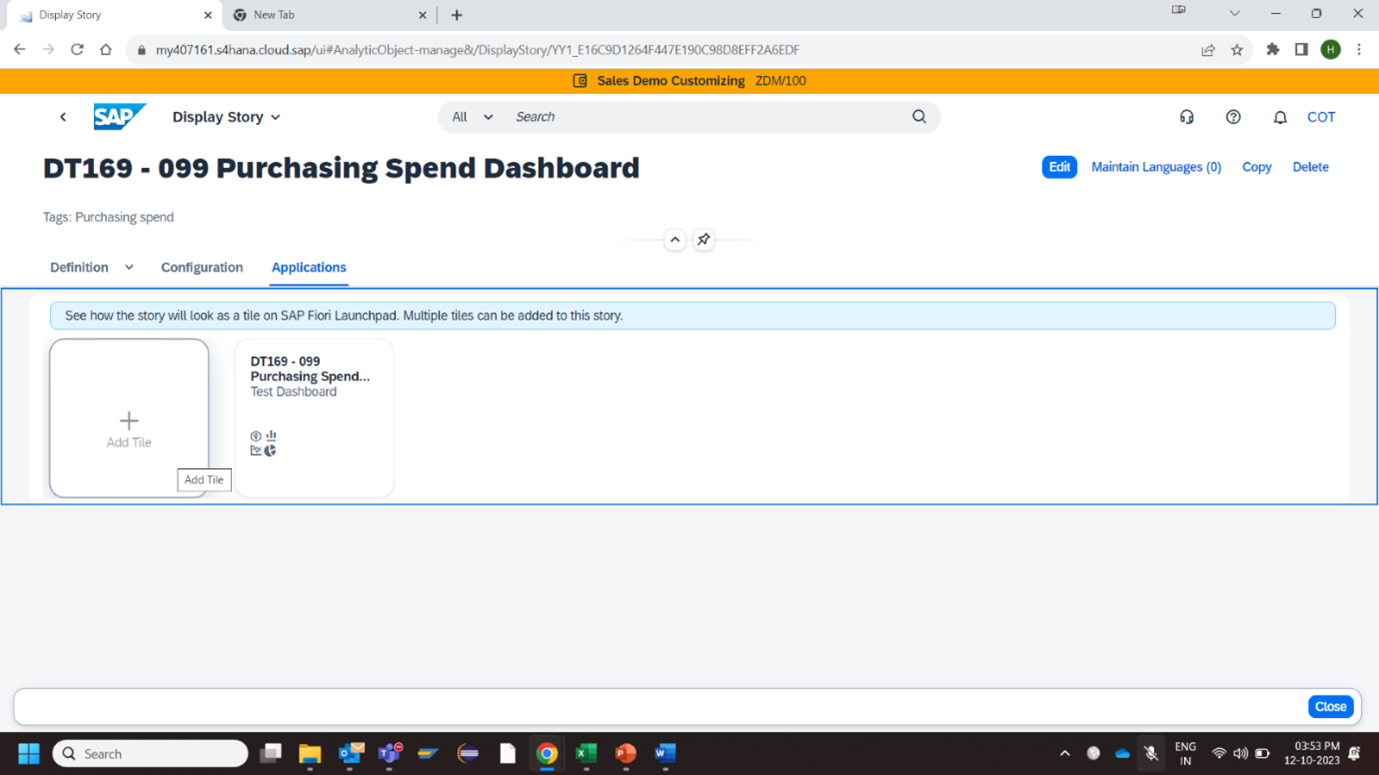 Display Story
New Tab
my407161.s4hana.cloud.sap/ui#AnalyticObject-manage&/DisplayStory/YY1_E16C9D1264F447E190C98D8EFF2A6EDF
H
Sales Demo Customizing ZDM/100
SAP
Display Story
All
Search
COT
DT169 - 099 Purchasing Spend Dashboard
Edit
Maintain Languages (0)
Copy
Delete
Tags: Purchasing spend
Definition
Configuration
Applications
See how the story will look as a tile on SAP Fiori Launchpad. Multiple tiles can be added to this story.
Add Tile
Add Tile
DT169 - 099
Purchasing Spend...
Test Dashboard
Close
Search
ENG
IN
03:53 PM
12-10-2023